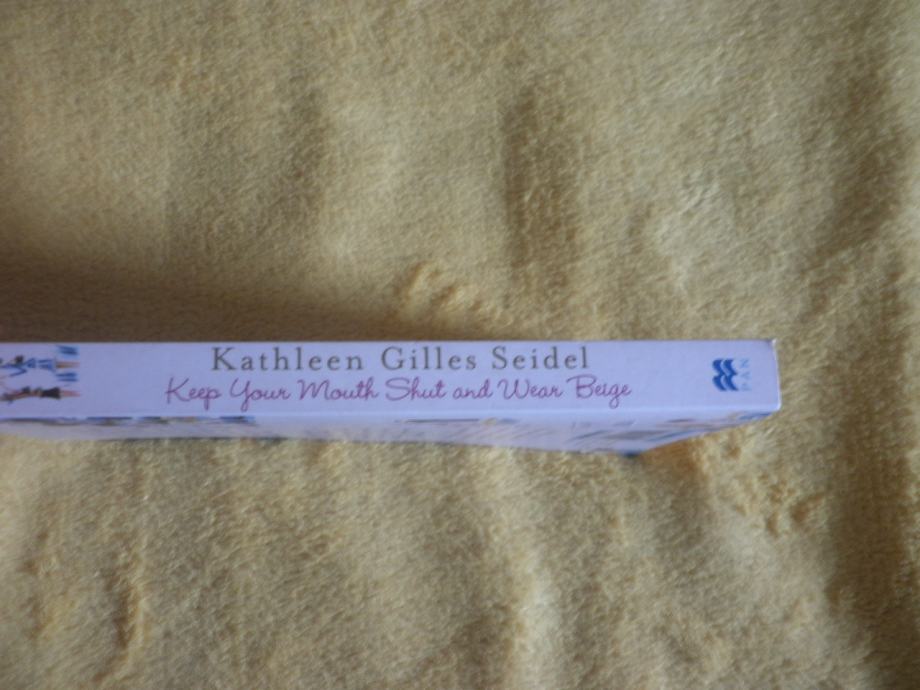 Kathleen Gilles Seidel
Keep Your Mouth Shut and Wear Beige
PAN